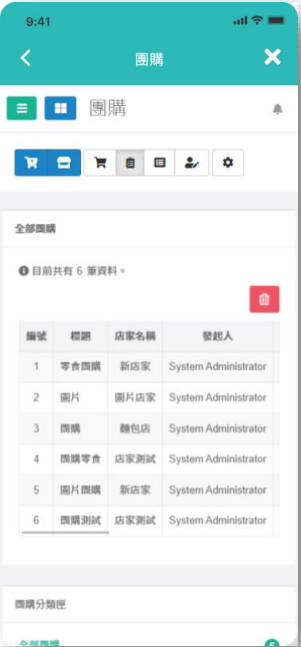 9:41
團購
團購
全部團購
目前共有 6 筆資料。
編號 標題 店家名稱 發起人
1 零食團購 新店家 System Administrator
2 圖片 圖片店家 System Administrator
3 團購 麵包店 System Administrator
4 團購零食 店家測試 System Administrator
5 圖片團購 新店家 System Administrator
6 團購測試 店家測試 System Administrator
團購分類匣
全部團購 6